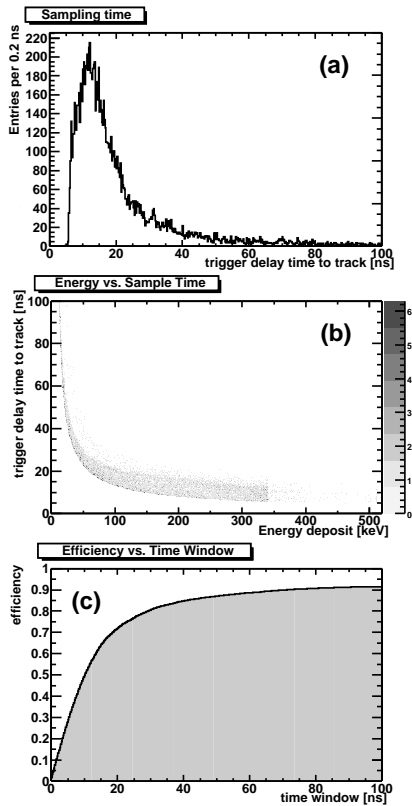 Sampling time
Entries per 0.2 ns
220
200
180
160
140
120
100
80
60
40
20
0
(a)
0 20 40 60 80 100
trigger delay time to track [ns]
Energy vs. Sample Time
trigger delay time to track [ns]
100
80
60
40
20
0
(b)
6
5
4
3
2
1
0
0 100 200 300 400 500
Energy deposit [keV]
Efficiency vs. Time Window
efficiency
1
0.9
0.8
0.7
0.6
0.5
0.4
0.3
0.2
0.1
0
(c)
0 20 40 60 80 100
time window [ns]